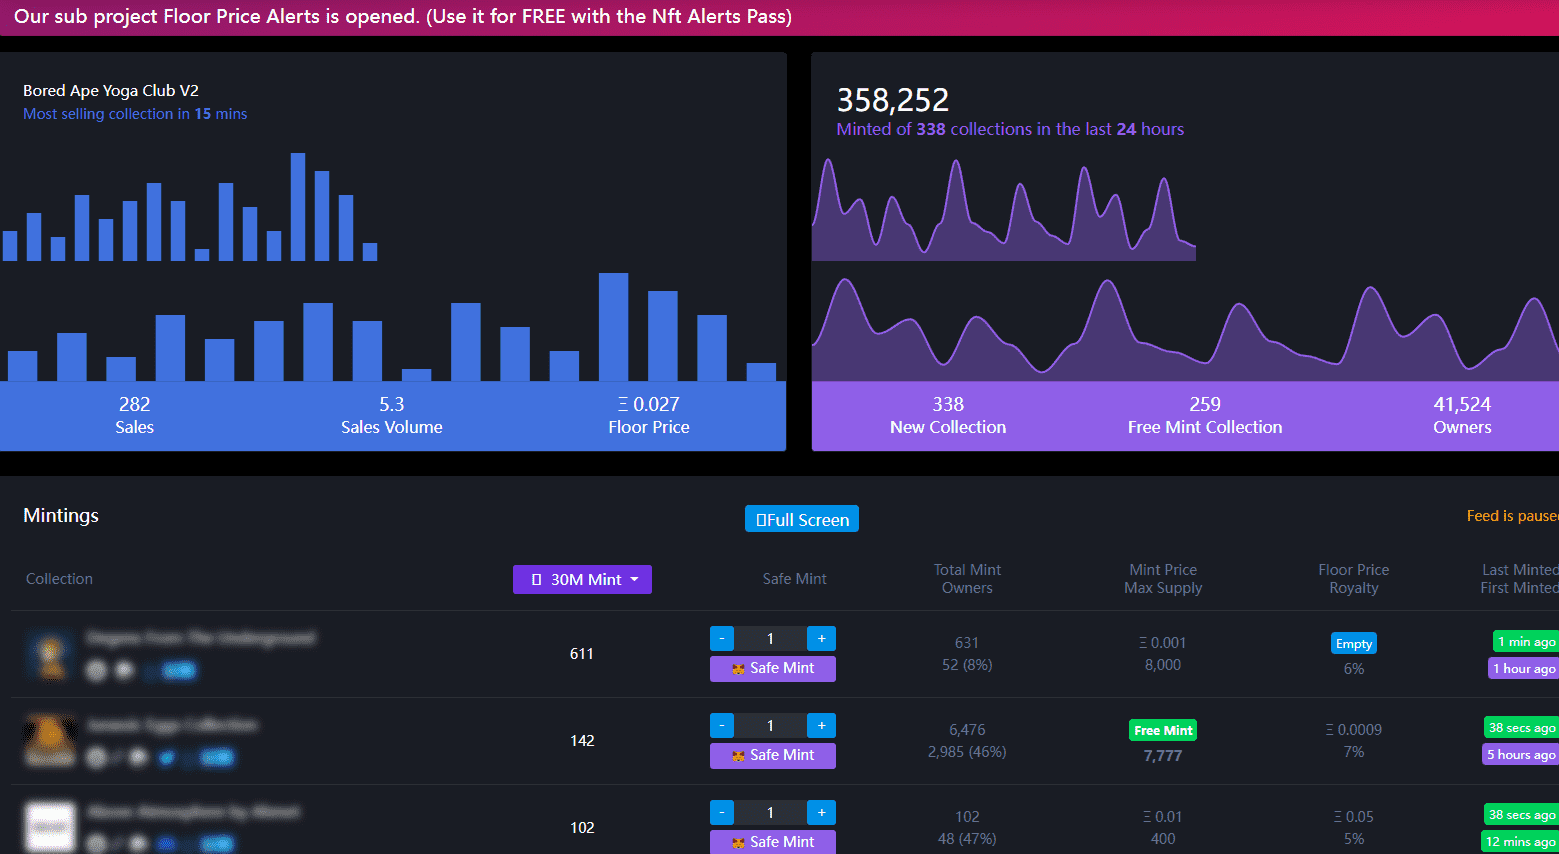 Our sub project Floor Price Alerts is opened. (Use it for FREE with the Nft Alerts Pass)
Bored Ape Yoga Club V2
Most selling collection in 15 mins
282
Sales
5.3
Sales Volume
Ξ 0.027
Floor Price
358,252
Minted of 338 collections in the last 24 hours
338
New Collection
259
Free Mint Collection
41,524
Owners
Mintings
Full Screen
Feed is paused
Collection
30M Mint
Safe Mint
Total Mint
Owners
Mint Price
Max Supply
Floor Price
Royalty
Last Minted
First Minted
611
- 1 +
Safe Mint
631
52 (8%)
Ξ 0.001
8,000
Empty
6%
1 min ago
1 hour ago
142
- 1 +
Safe Mint
6,476
2,985 (46%)
Free Mint
7,777
Ξ 0.0009
7%
38 secs ago
5 hours ago
102
- 1 +
Safe Mint
102
48 (47%)
Ξ 0.01
400
Ξ 0.05
5%
38 secs ago
12 mins ago